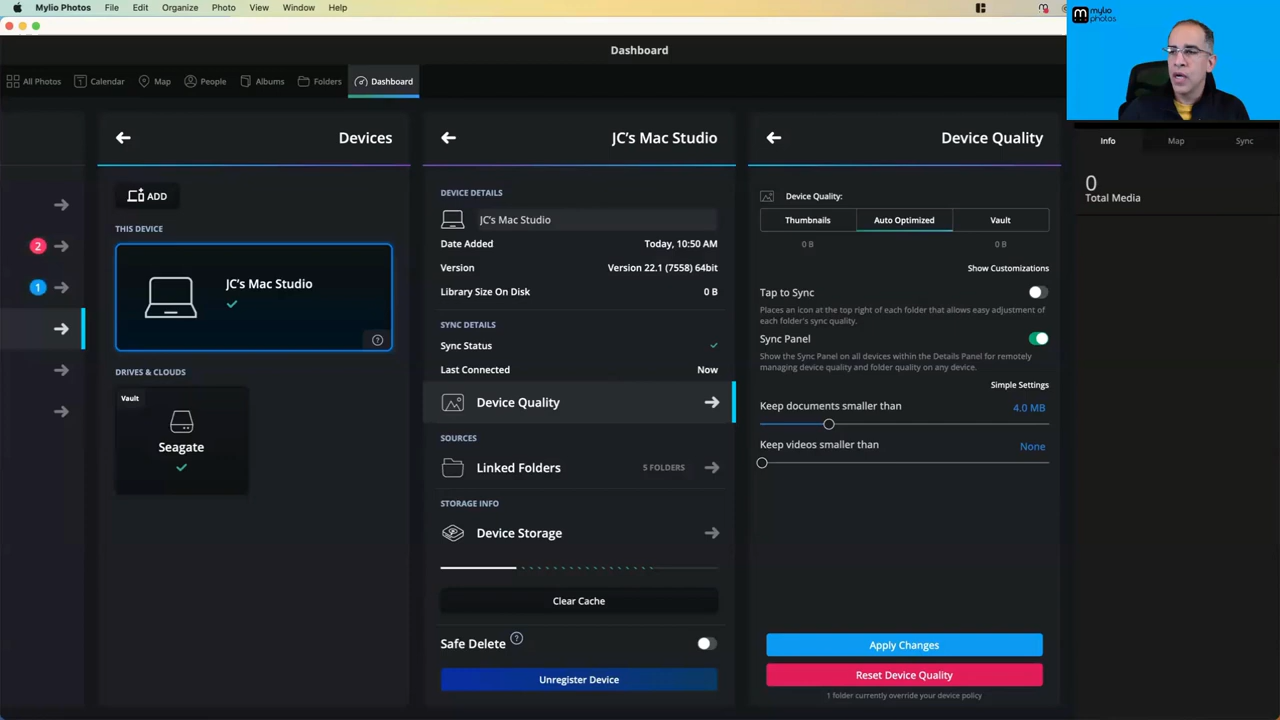 Mylio Photos File Edit Organize Photo View Window Help
mylio photos
Dashboard
All Photos Calendar Map People Albums Folders Dashboard
Info Map Sync
0
Total Media
2
1
Devices
ADD
THIS DEVICE
JC's Mac Studio
?
DRIVES & CLOUDS
Vault
Seagate
JC's Mac Studio
DEVICE DETAILS
JC's Mac Studio
Date Added Today, 10:50 AM
Version Version 22.1 (7558) 64bit
Library Size On Disk 0 B
SYNC DETAILS
Sync Status
Last Connected Now
Device Quality
SOURCES
Linked Folders 5 FOLDERS
STORAGE INFO
Device Storage
Clear Cache
Safe Delete ?
Unregister Device
Device Quality
Device Quality:
Thumbnails Auto Optimized Vault
0 B 0 B
Show Customizations
Tap to Sync
Places an icon at the top right of each folder that allows easy adjustment of
each folder's sync quality.
Sync Panel
Show the Sync Panel on all devices within the Details Panel for remotely
managing device quality and folder quality on any device.
Simple Settings
Keep documents smaller than 4.0 MB
Keep videos smaller than None
Apply Changes
Reset Device Quality
1 folder currently override your device policy